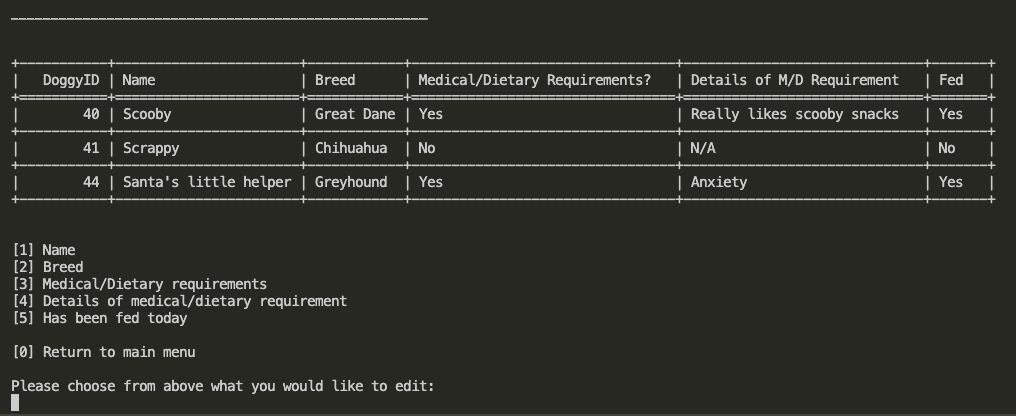 DoggyID | Name | Breed | Medical/Dietary Requirements? | Details of M/D Requirement | Fed
40 | Scooby | Great Dane | Yes | Really likes scooby snacks | Yes
41 | Scrappy | Chihuahua | No | N/A | No
44 | Santa's little helper | Greyhound | Yes | Anxiety | Yes
[1] Name
[2] Breed
[3] Medical/Dietary requirements
[4] Details of medical/dietary requirement
[5] Has been fed today
[0] Return to main menu
Please choose from above what you would like to edit: